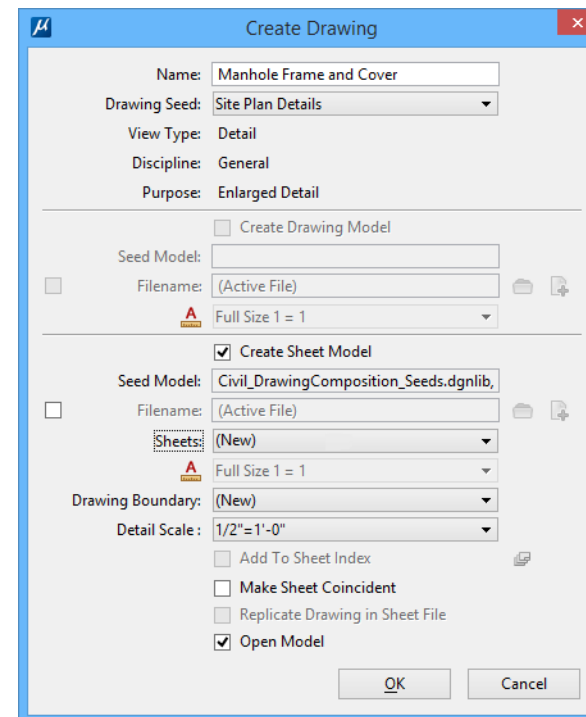 µ Create Drawing ×
Name: Manhole Frame and Cover
Drawing Seed: Site Plan Details
View Type: Detail
Discipline: General
Purpose: Enlarged Detail
Create Drawing Model
Seed Model:
Filename: (Active File)
A Full Size 1 = 1
Create Sheet Model
Seed Model: Civil_DrawingComposition_Seeds.dgnlib,
Filename: (Active File)
Sheets: (New)
A Full Size 1 = 1
Drawing Boundary: (New)
Detail Scale : 1/2"=1'-0"
Add To Sheet Index
Make Sheet Coincident
Replicate Drawing in Sheet File
Open Model
OK Cancel